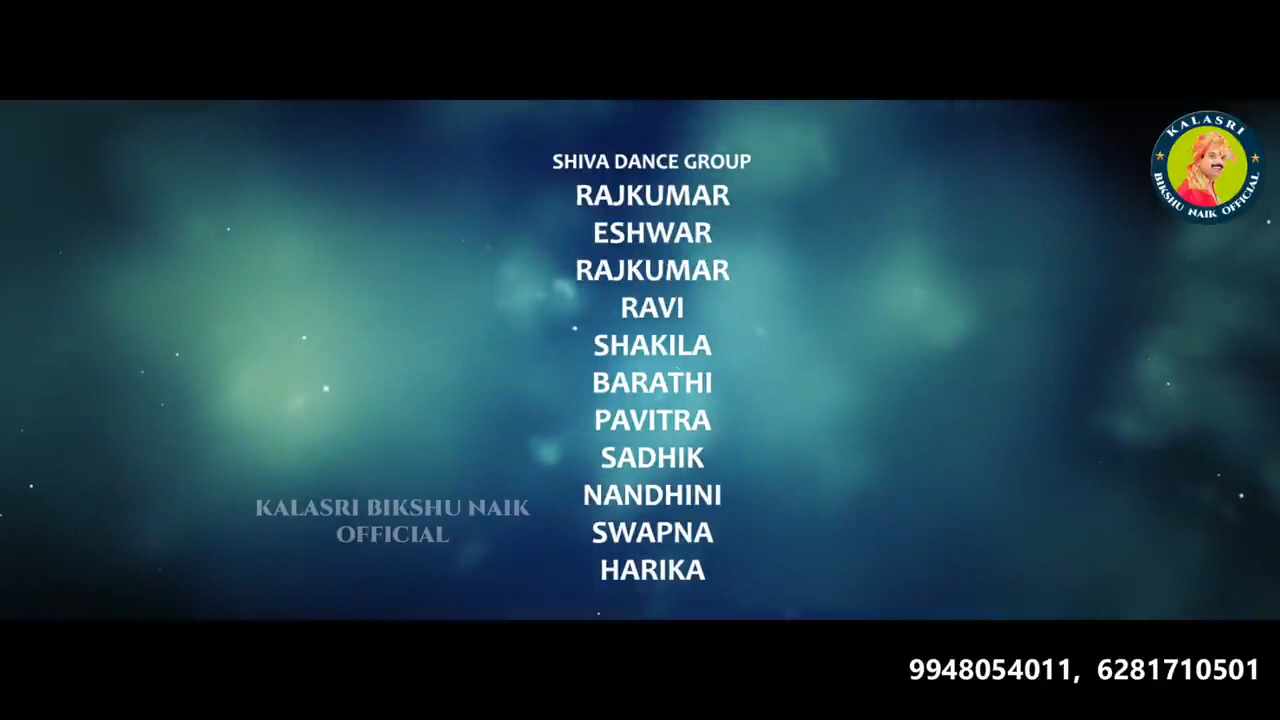 KALASRI
BIKSHU NAIK OFFICIAL
SHIVA DANCE GROUP
RAJKUMAR
ESHWAR
RAJKUMAR
RAVI
SHAKILA
BARATHI
PAVITRA
SADHIK
NANDHINI
SWAPNA
HARIKA
KALASRI BIKSHU NAIK
OFFICIAL
9948054011, 6281710501